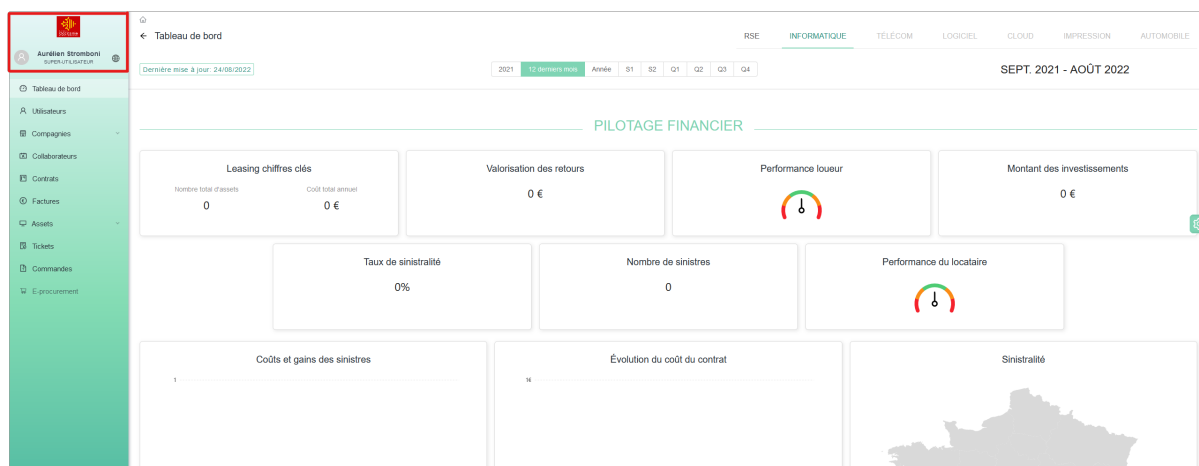 Tableau de bord
RSE INFORMATIQUE TÉLÉCOM LOGICIEL CLOUD IMPRESSION AUTOMOBILE
Aurélien Stromboni
SUPER-UTILISATEUR
Dernière mise à jour: 24/08/2022
2021 12 derniers mois Année S1 S2 Q1 Q2 Q3 Q4
SEPT. 2021 - AOÛT 2022
Tableau de bord
Utilisateurs
Compagnies
Collaborateurs
Contrats
Factures
Assets
Tickets
Commandes
E-procurement
PILOTAGE FINANCIER
Leasing chiffres clés
Nombre total d'assets Coût total annuel
0 0 €
Valorisation des retours
0 €
Performance loueur
Montant des investissements
0 €
Taux de sinistralité
0%
Nombre de sinistres
0
Performance du locataire
Coûts et gains des sinistres
1
Évolution du coût du contrat
Sinistralité